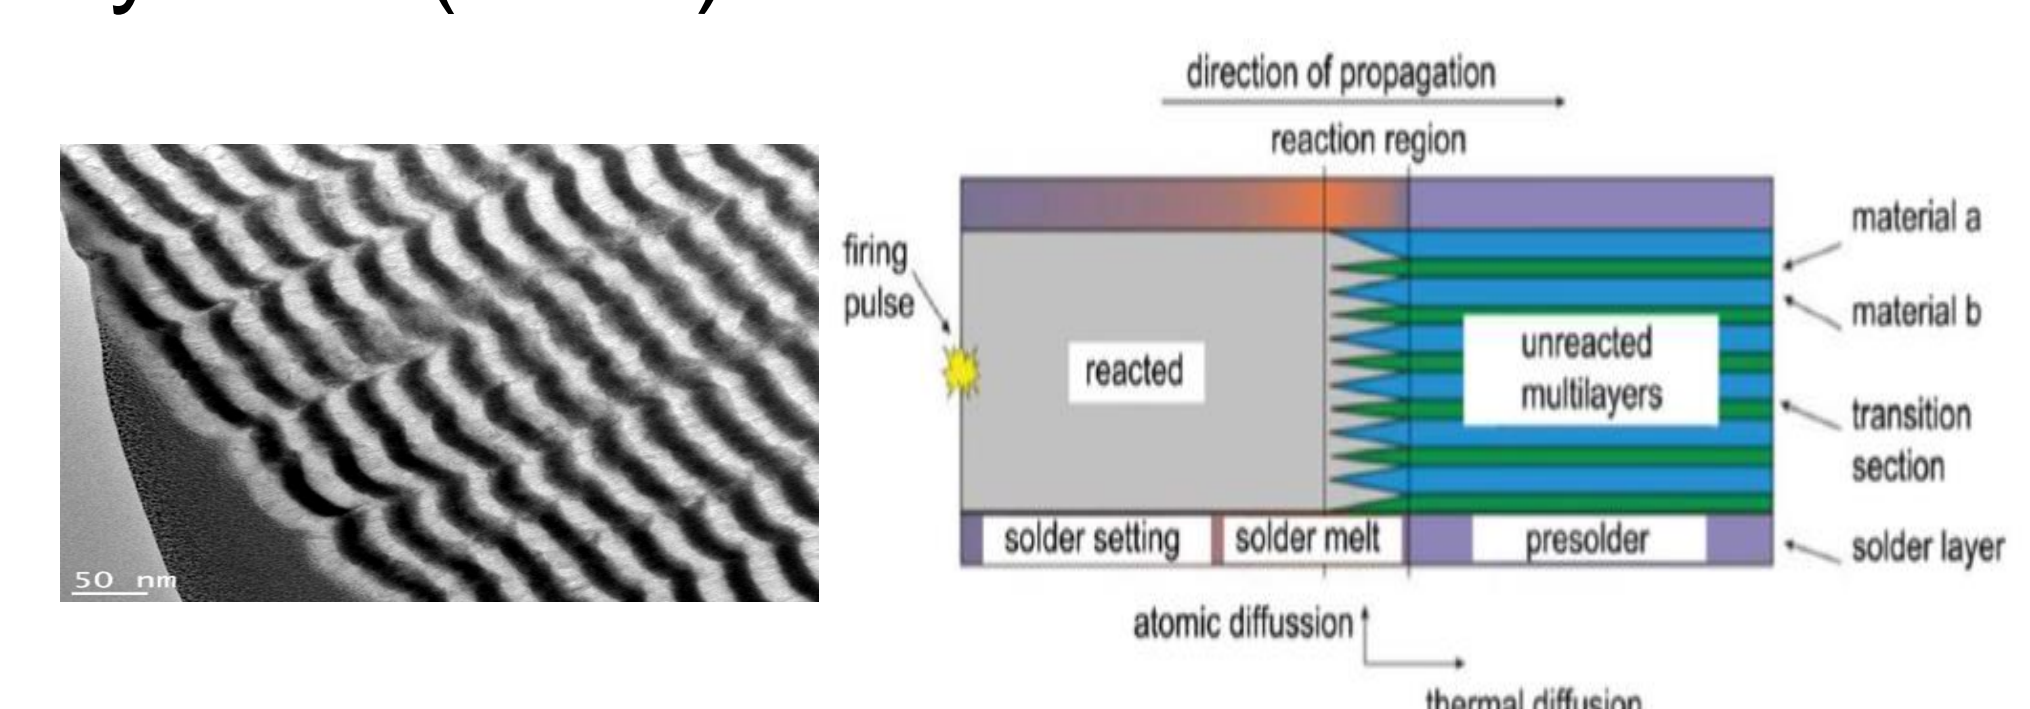 50 nm
direction of propagation
reaction region
firing
pulse
material a
material b
reacted
unreacted
multilayers
transition
section
solder setting
solder melt
presolder
solder layer
atomic diffussion
thermal diffusion